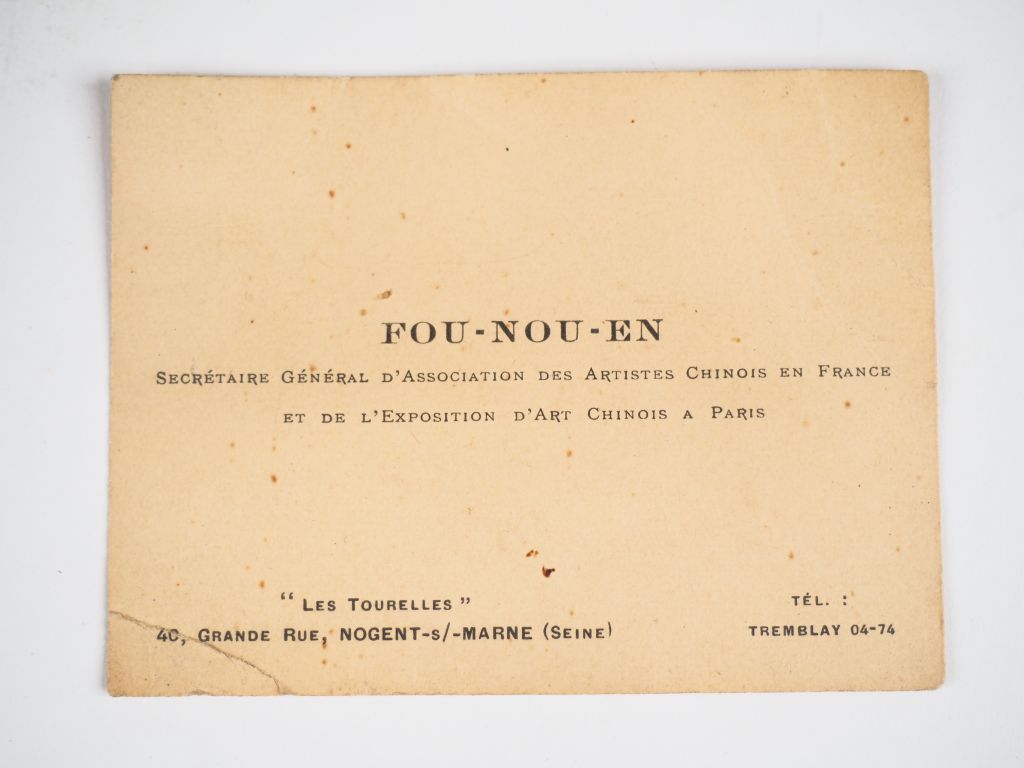 FOU-NOU-EN
SECRÉTAIRE GÉNÉRAL D'ASSOCIATION DES ARTISTES CHINOIS EN FRANCE
ET DE L'EXPOSITION D'ART CHINOIS A PARIS
“LES TOURELLES”
40, GRANDE RUE, NOGENT-S/-MARNE (SEINE)
TÉL. :
TREMBLAY 04-74